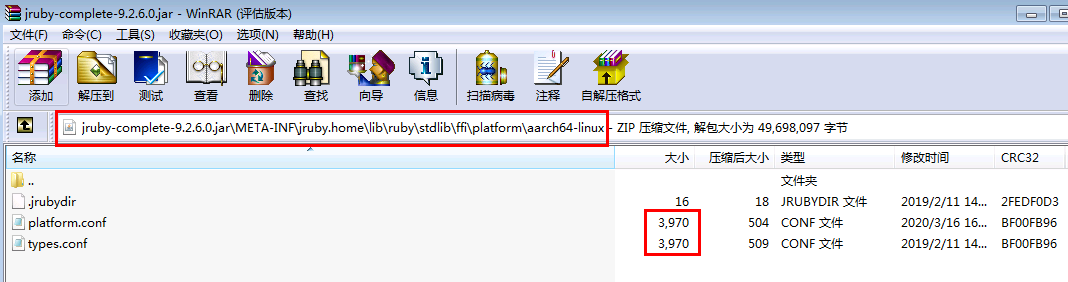 jruby-complete-9.2.6.0.jar - WinRAR (评估版本)
文件(F) 命令(C) 工具(S) 收藏夹(O) 选项(N) 帮助(H)
添加 解压到 测试 查看 删除 查找 向导 信息 扫描病毒 注释 自解压格式
jruby-complete-9.2.6.0.jar\META-INF\jruby.home\lib\ruby\stdlib\ffi\platform\aarch64-linux - ZIP 压缩文件, 解包大小为 49,698,097 字节
名称 大小 压缩后大小 类型 修改时间 CRC32
.. 文件夹
.jrubydir 16 18 JRUBYDIR 文件 2019/2/11 14... 2FEDF0D3
platform.conf 3,970 504 CONF 文件 2020/3/16 16... BF00FB96
types.conf 3,970 509 CONF 文件 2019/2/11 14... BF00FB96